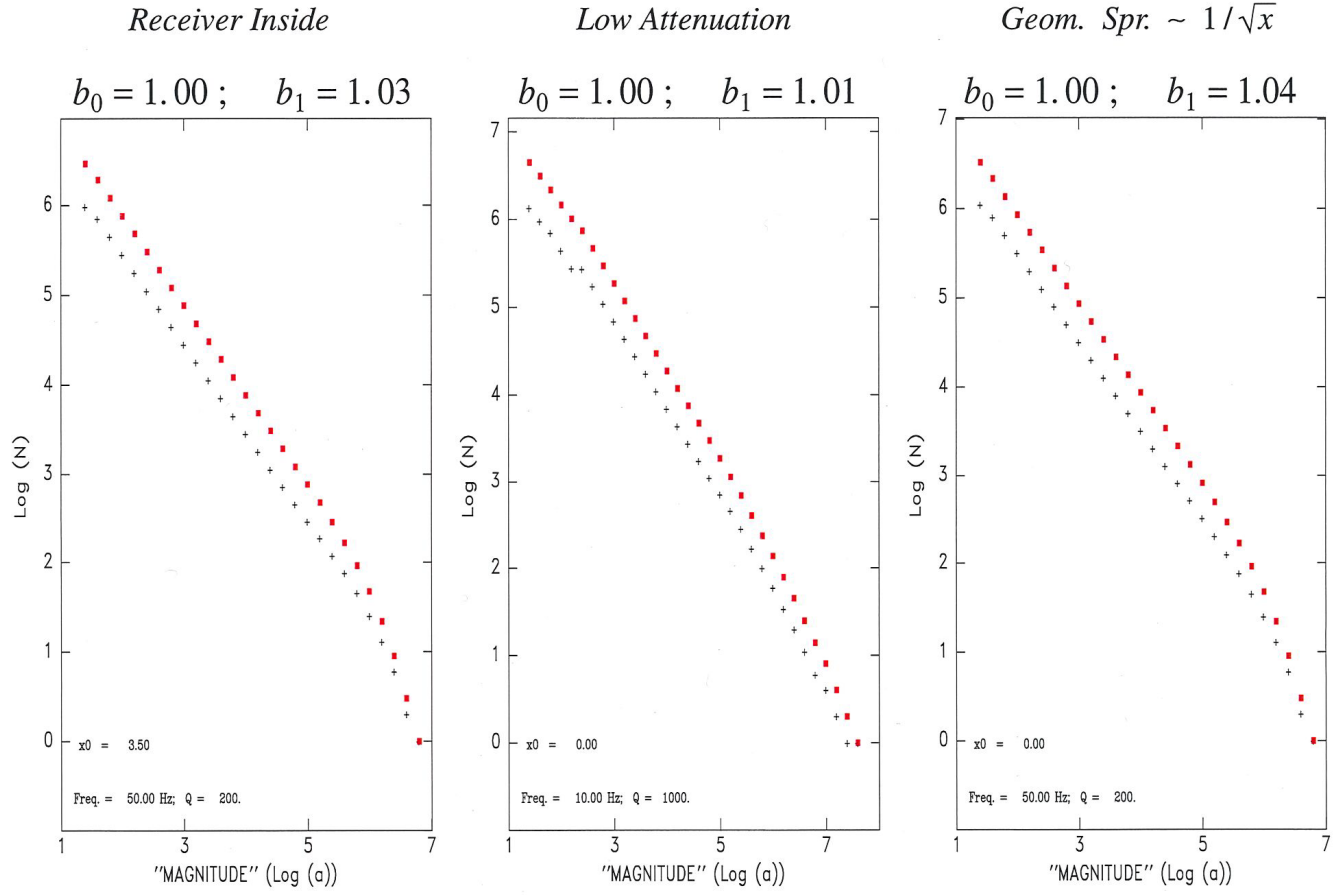 Receiver Inside
b0 = 1.00 ; b1 = 1.03
6
5
4
3
2
1
0
Log (N)
x0 = 3.50
Freq. = 50.00 Hz; Q = 200.
1 3 5 7
"MAGNITUDE" (Log (a))
Low Attenuation
b0 = 1.00 ; b1 = 1.01
7
6
5
4
3
2
1
0
Log (N)
x0 = 0.00
Freq. = 10.00 Hz; Q = 1000.
1 3 5 7
"MAGNITUDE" (Log (a))
Geom. Spr. ~ 1/√x
b0 = 1.00 ; b1 = 1.04
7
6
5
4
3
2
1
0
Log (N)
x0 = 0.00
Freq. = 50.00 Hz; Q = 200.
1 3 5 7
"MAGNITUDE" (Log (a))